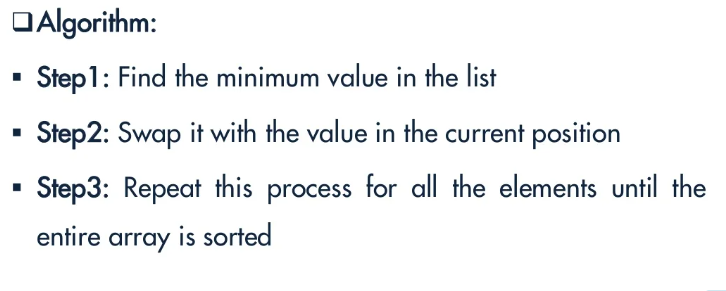 ❑Algorithm:
▪ Step1: Find the minimum value in the list
▪ Step2: Swap it with the value in the current position
▪ Step3: Repeat this process for all the elements until the
entire array is sorted